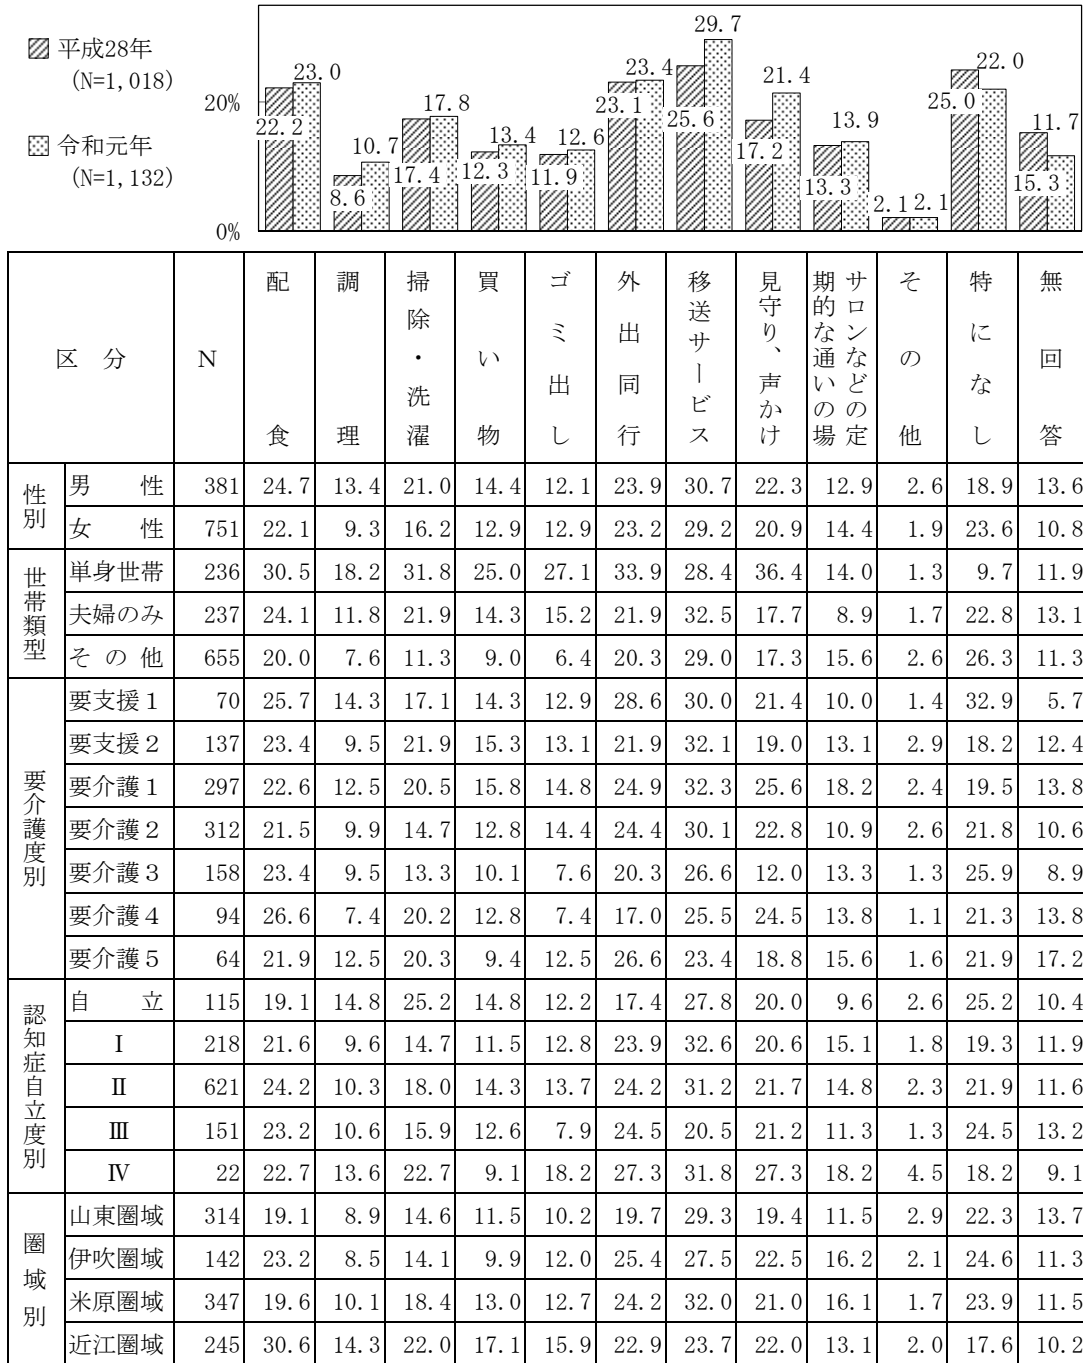 平成28年
(N=1,018)
令和元年
(N=1,132)
20%
0%
22.2 23.0
8.6 10.7
17.4 17.8
12.3 13.4
11.9 12.6
23.1 23.4
25.6 29.7
17.2 21.4
13.3 13.9
2.1 2.1
25.0 22.0
15.3 11.7
区 分 N 配食 調理 掃除・洗濯 買い物 ゴミ出し 外出同行 移送サービス 見守り、声かけ サロンなどの定期的な通いの場 その他 特になし 無回答
性別
男 性 381 24.7 13.4 21.0 14.4 12.1 23.9 30.7 22.3 12.9 2.6 18.9 13.6
女 性 751 22.1 9.3 16.2 12.9 12.9 23.2 29.2 20.9 14.4 1.9 23.6 10.8
世帯類型
単身世帯 236 30.5 18.2 31.8 25.0 27.1 33.9 28.4 36.4 14.0 1.3 9.7 11.9
夫婦のみ 237 24.1 11.8 21.9 14.3 15.2 21.9 32.5 17.7 8.9 1.7 22.8 13.1
その他 655 20.0 7.6 11.3 9.0 6.4 20.3 29.0 17.3 15.6 2.6 26.3 11.3
要介護度別
要支援1 70 25.7 14.3 17.1 14.3 12.9 28.6 30.0 21.4 10.0 1.4 32.9 5.7
要支援2 137 23.4 9.5 21.9 15.3 13.1 21.9 32.1 19.0 13.1 2.9 18.2 12.4
要介護1 297 22.6 12.5 20.5 15.8 14.8 24.9 32.3 25.6 18.2 2.4 19.5 13.8
要介護2 312 21.5 9.9 14.7 12.8 14.4 24.4 30.1 22.8 10.9 2.6 21.8 10.6
要介護3 158 23.4 9.5 13.3 10.1 7.6 20.3 26.6 12.0 13.3 1.3 25.9 8.9
要介護4 94 26.6 7.4 20.2 12.8 7.4 17.0 25.5 24.5 13.8 1.1 21.3 13.8
要介護5 64 21.9 12.5 20.3 9.4 12.5 26.6 23.4 18.8 15.6 1.6 21.9 17.2
認知症自立度別
自 立 115 19.1 14.8 25.2 14.8 12.2 17.4 27.8 20.0 9.6 2.6 25.2 10.4
Ⅰ 218 21.6 9.6 14.7 11.5 12.8 23.9 32.6 20.6 15.1 1.8 19.3 11.9
Ⅱ 621 24.2 10.3 18.0 14.3 13.7 24.2 31.2 21.7 14.8 2.3 21.9 11.6
Ⅲ 151 23.2 10.6 15.9 12.6 7.9 24.5 20.5 21.2 11.3 1.3 24.5 13.2
Ⅳ 22 22.7 13.6 22.7 9.1 18.2 27.3 31.8 27.3 18.2 4.5 18.2 9.1
圏域別
山東圏域 314 19.1 8.9 14.6 11.5 10.2 19.7 29.3 19.4 11.5 2.9 22.3 13.7
伊吹圏域 142 23.2 8.5 14.1 9.9 12.0 25.4 27.5 22.5 16.2 2.1 24.6 11.3
米原圏域 347 19.6 10.1 18.4 13.0 12.7 24.2 32.0 21.0 16.1 1.7 23.9 11.5
近江圏域 245 30.6 14.3 22.0 17.1 15.9 22.9 23.7 22.0 13.1 2.0 17.6 10.2